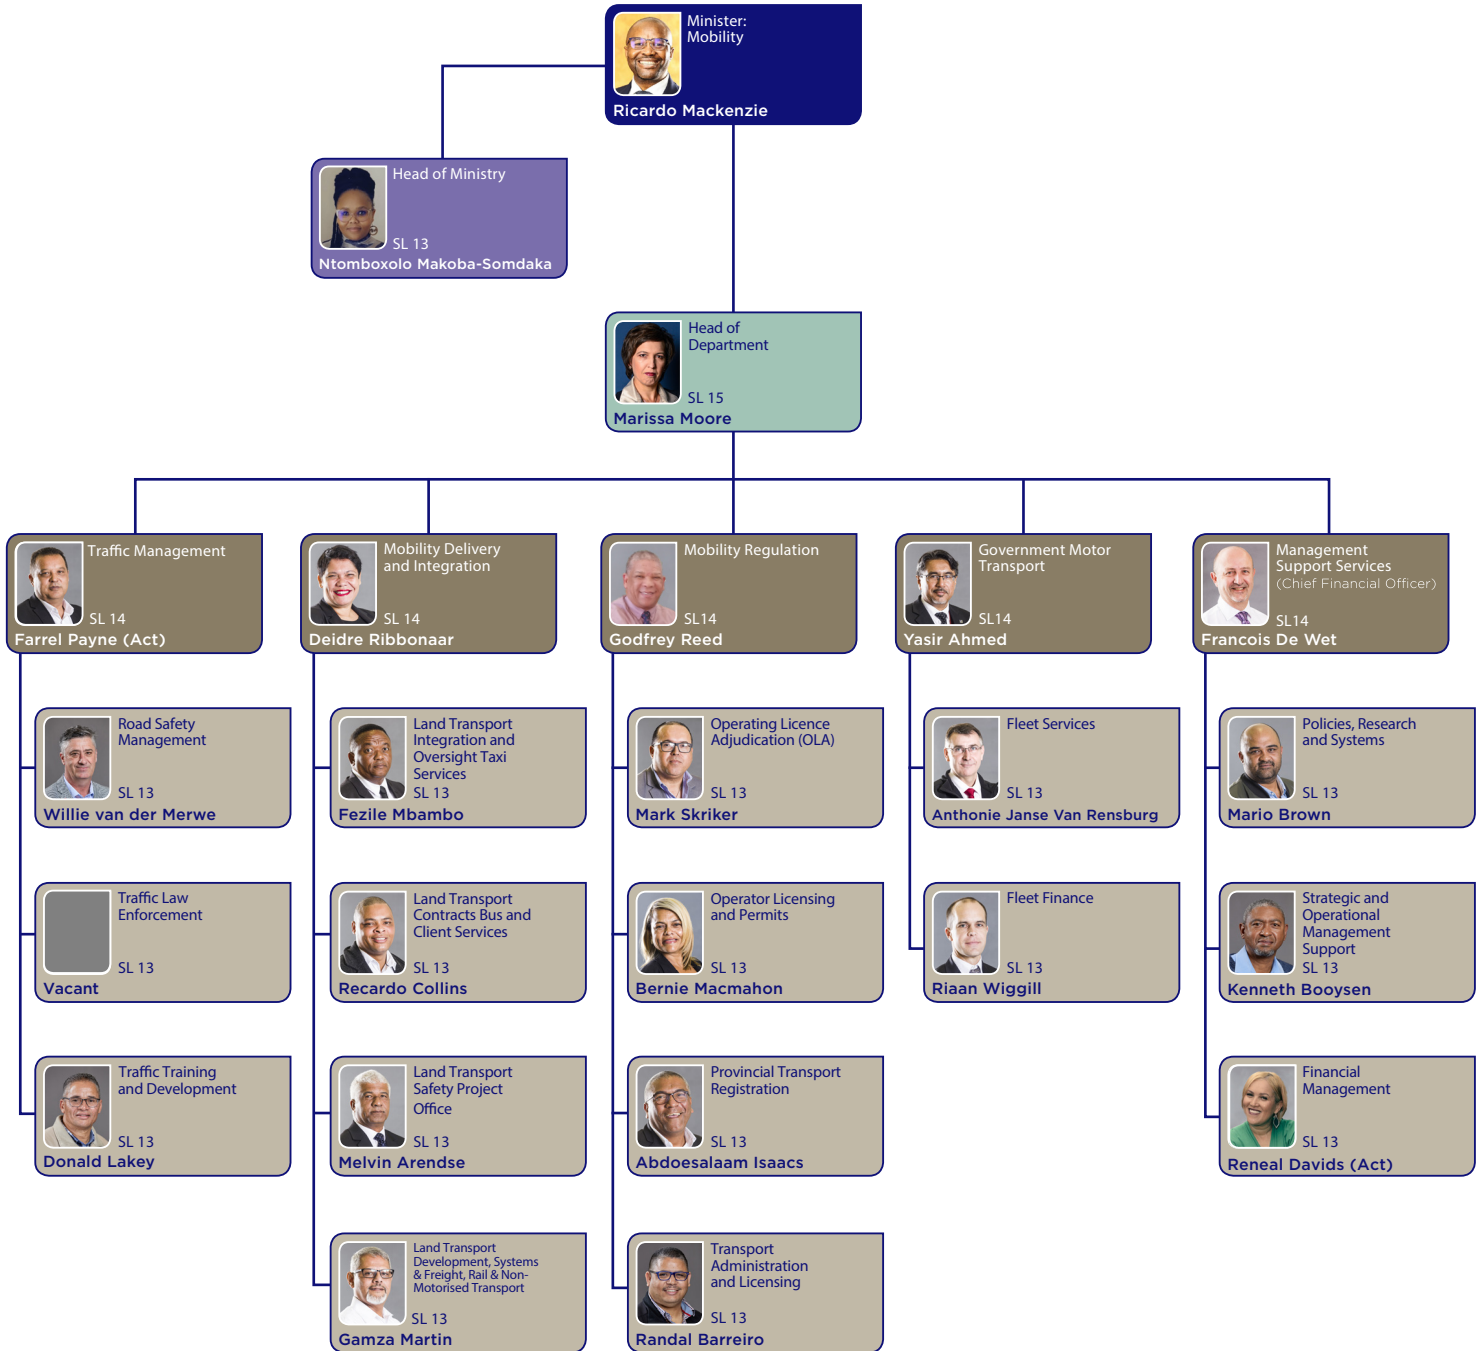 Minister:
Mobility
Ricardo Mackenzie
Head of Ministry
SL 13
Ntomboxolo Makoba-Somdaka
Head of
Department
SL 15
Marissa Moore
Traffic Management
SL 14
Farrel Payne (Act)
Mobility Delivery
and Integration
SL 14
Deidre Ribbonaar
Mobility Regulation
SL14
Godfrey Reed
Government Motor
Transport
SL14
Yasir Ahmed
Management
Support Services
(Chief Financial Officer)
SL14
Francois De Wet
Road Safety
Management
SL 13
Willie van der Merwe
Traffic Law
Enforcement
SL 13
Vacant
Traffic Training
and Development
SL 13
Donald Lakey
Land Transport
Integration and
Oversight Taxi
Services
SL 13
Fezile Mbambo
Land Transport
Contracts Bus and
Client Services
SL 13
Recardo Collins
Land Transport
Safety Project
Office
SL 13
Melvin Arendse
Land Transport
Development, Systems
& Freight, Rail & Non-
Motorised Transport
SL 13
Gamza Martin
Operating Licence
Adjudication (OLA)
SL 13
Mark Skriker
Operator Licensing
and Permits
SL 13
Bernie Macmahon
Provincial Transport
Registration
SL 13
Abdoesalaam Isaacs
Transport
Administration
and Licensing
SL 13
Randal Barreiro
Fleet Services
SL 13
Anthonie Janse Van Rensburg
Fleet Finance
SL 13
Riaan Wiggill
Policies, Research
and Systems
SL 13
Mario Brown
Strategic and
Operational
Management
Support
SL 13
Kenneth Booysen
Financial
Management
SL 13
Reneal Davids (Act)